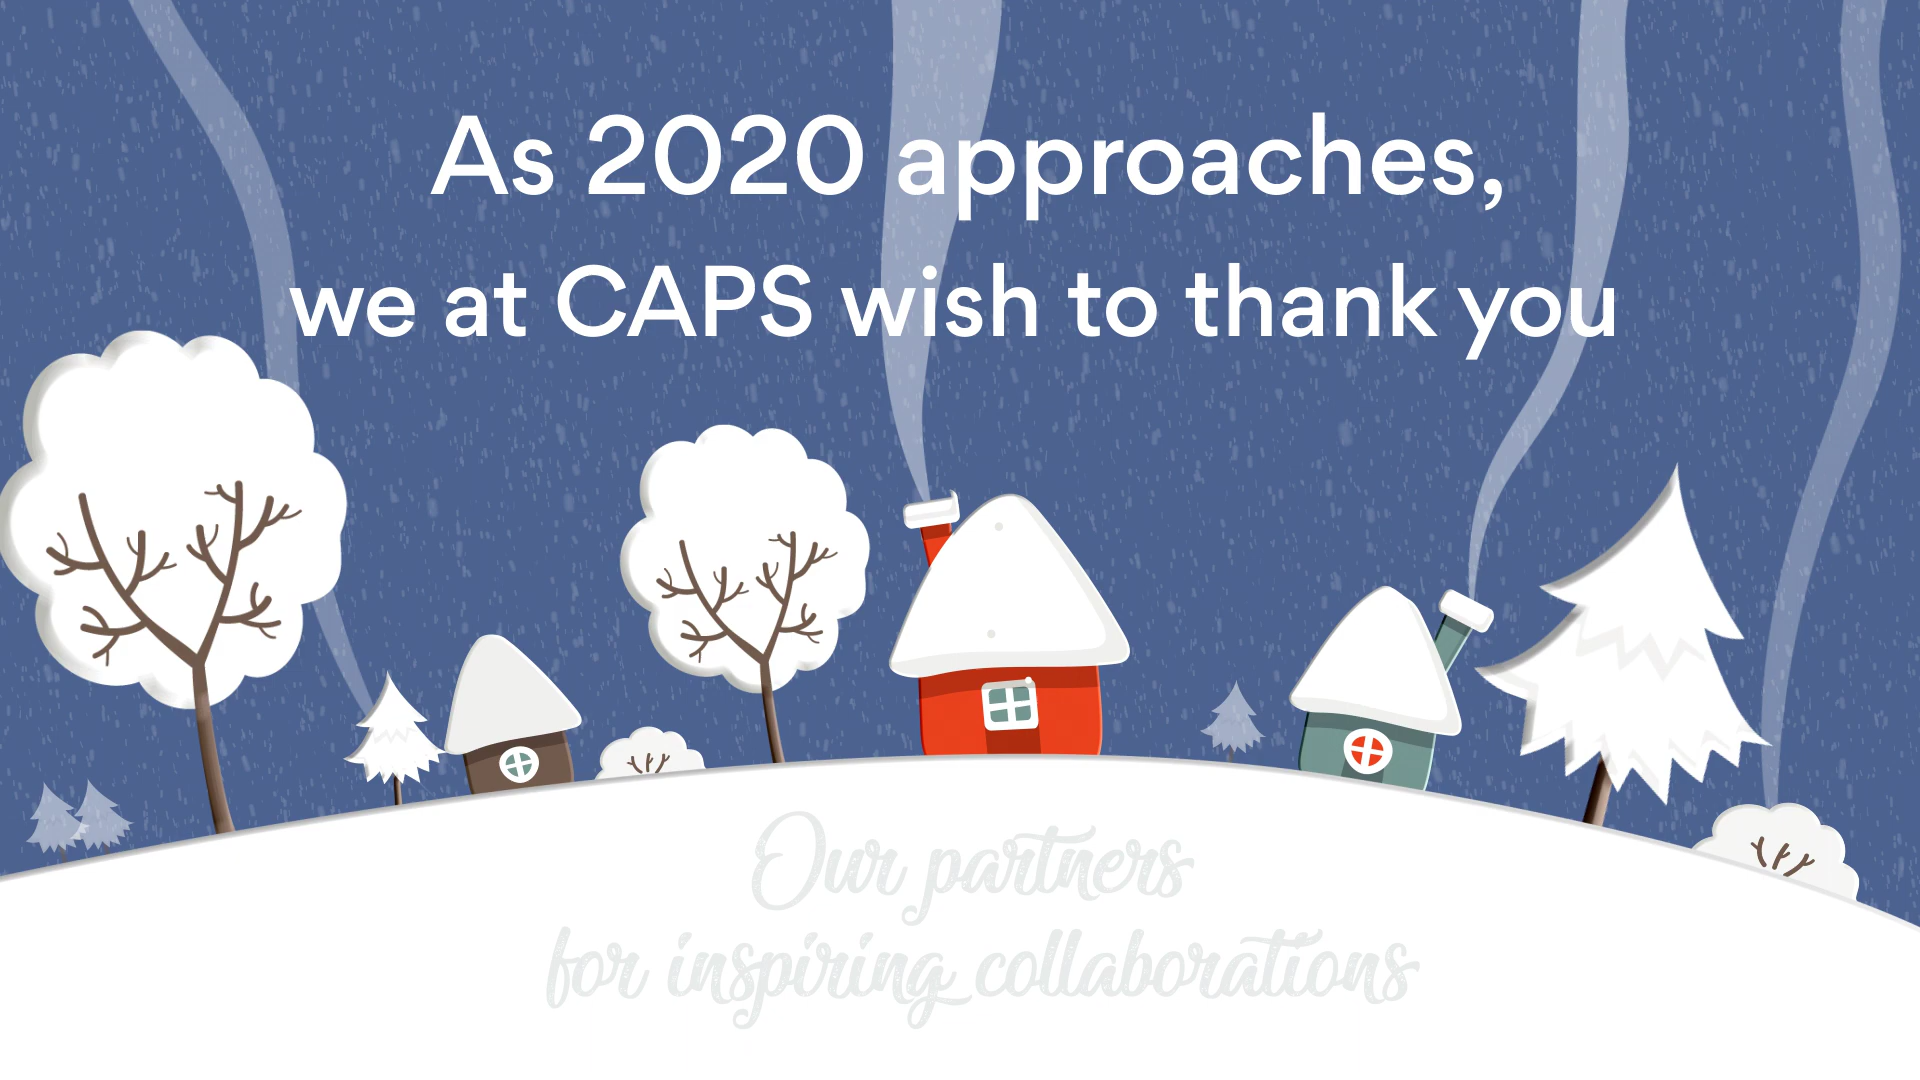 As 2020 approaches,
we at CAPS wish to thank you
Our partners
for inspiring collaborations